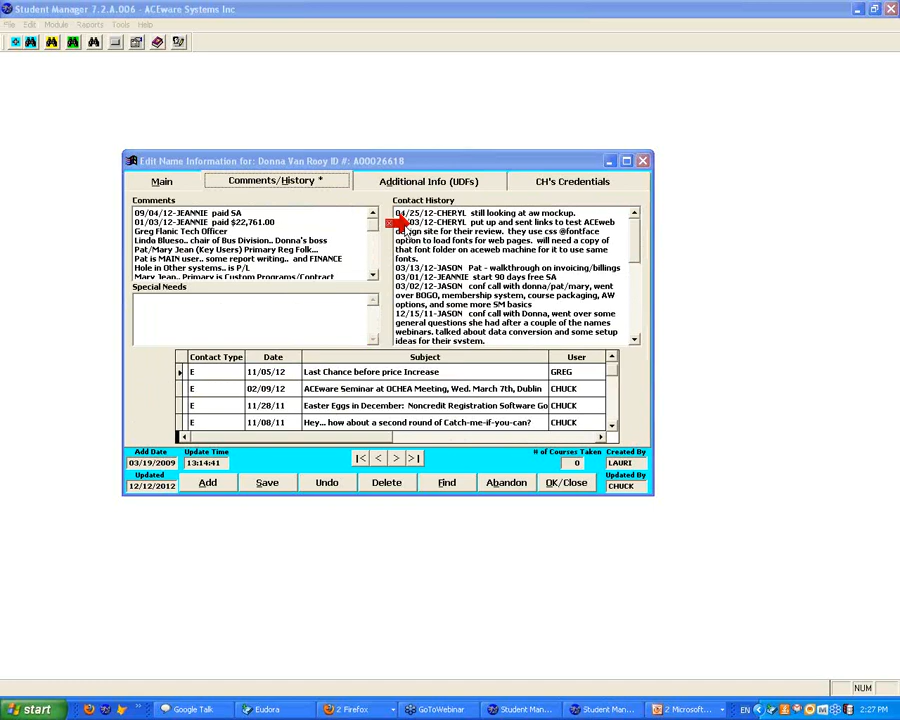 Student Manager 7.2.A.006 - ACEware Systems Inc
File Edit Module Reports Tools Help
Edit Name Information for: Donna Van Rooy ID #: A00026618
Main
Comments/History *
Additional Info (UDFs)
CH's Credentials
Comments
09/04/12-JEANNIE paid SA
01/03/12-JEANNIE paid $22,761.00
Greg Flanic Tech Officer
Linda Blueso.. chair of Bus Division.. Donna's boss
Pat/Mary Jean (Key Users) Primary Reg Folk...
Pat is MAIN user.. some report writing.. and FINANCE
Hole in Other systems.. is P/L
Mary Jean.. Primary is Custom Programs/Contract
Special Needs
Contact History
04/25/12-CHERYL still looking at aw mockup.
03/12-CHERYL put up and sent links to test ACEweb
design site for their review. they use css @fontface
option to load fonts for web pages. will need a copy of
that font folder on aceweb machine for it to use same
fonts.
03/13/12-JASON Pat - walkthrough on invoicing/billings
03/01/12-JEANNIE start 90 days free SA
03/02/12-JASON conf call with donna/pat/mary, went
over BOGO, membership system, course packaging, AW
options, and some more SM basics
12/15/11-JASON conf call with Donna, went over some
general questions she had after a couple of the names
webinars. talked about data conversion and some setup
ideas for their system.
Contact Type Date Subject User
E 11/05/12 Last Chance before price Increase GREG
E 02/09/12 ACEware Seminar at OCHEA Meeting, Wed. March 7th, Dublin CHUCK
E 11/28/11 Easter Eggs in December: Noncredit Registration Software Go CHUCK
E 11/08/11 Hey... how about a second round of Catch-me-if-you-can? CHUCK
Add Date Update Time
03/19/2009 13:14:41
|< < > >|
# of Courses Taken
0
Created By
LAURI
Updated
12/12/2012
Add Save Undo Delete Find Abandon OK/Close
Updated By
CHUCK
NUM
start
Google Talk
Eudora
2 Firefox
GoToWebinar
Student Man...
Student Man...
2 Microsoft...
EN
2:27 PM